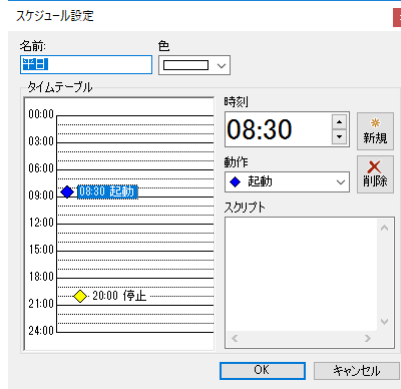 スケジュール設定
名前:
平日
色
タイムテーブル
00:00
03:00
06:00
09:00
12:00
15:00
18:00
21:00
24:00
08:30 起動
20:00 停止
時刻
08:30
新規
動作
起動
削除
スクリプト
OK
キャンセル